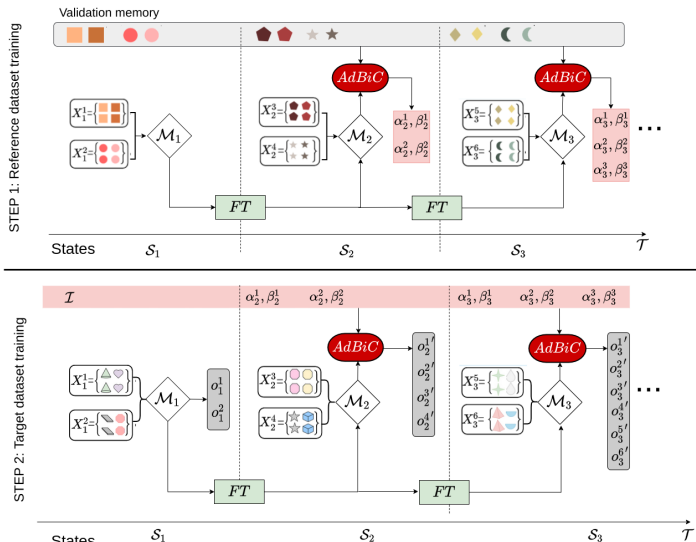 Validation memory
STEP 1: Reference dataset training
AdBiC
AdBiC
X_1^1={ }
X_1^2={ }
M_1
X_2^3={ }
X_2^4={ }
M_2
α_2^1, β_2^1
α_2^2, β_2^2
X_3^5={ }
X_3^6={ }
M_3
α_3^1, β_3^1
α_3^2, β_3^2
α_3^3, β_3^3
...
FT
FT
States
S_1
S_2
S_3
T
STEP 2: Target dataset training
I
α_2^1, β_2^1
α_2^2, β_2^2
α_3^1, β_3^1
α_3^2, β_3^2
α_3^3, β_3^3
AdBiC
AdBiC
X_1^1={ }
X_1^2={ }
M_1
o_1^1
o_1^2
X_2^3={ }
X_2^4={ }
M_2
o_2^1′
o_2^2′
o_2^3′
o_2^4′
X_3^5={ }
X_3^6={ }
M_3
o_3^1′
o_3^2′
o_3^3′
o_3^4′
o_3^5′
o_3^6′
...
FT
FT
States
S_1
S_2
S_3
T